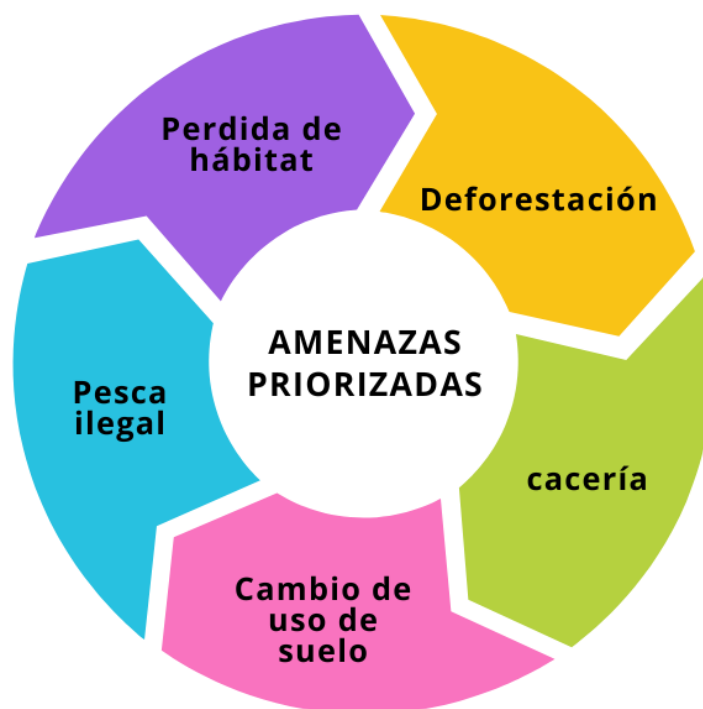 Perdida de
hábitat
Deforestación
AMENAZAS
PRIORIZADAS
Pesca
ilegal
cacería
Cambio de
uso de
suelo